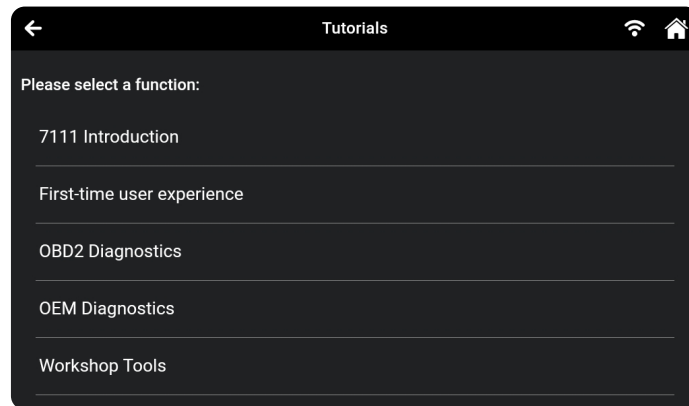 Tutorials
Please select a function:
7111 Introduction
First-time user experience
OBD2 Diagnostics
OEM Diagnostics
Workshop Tools